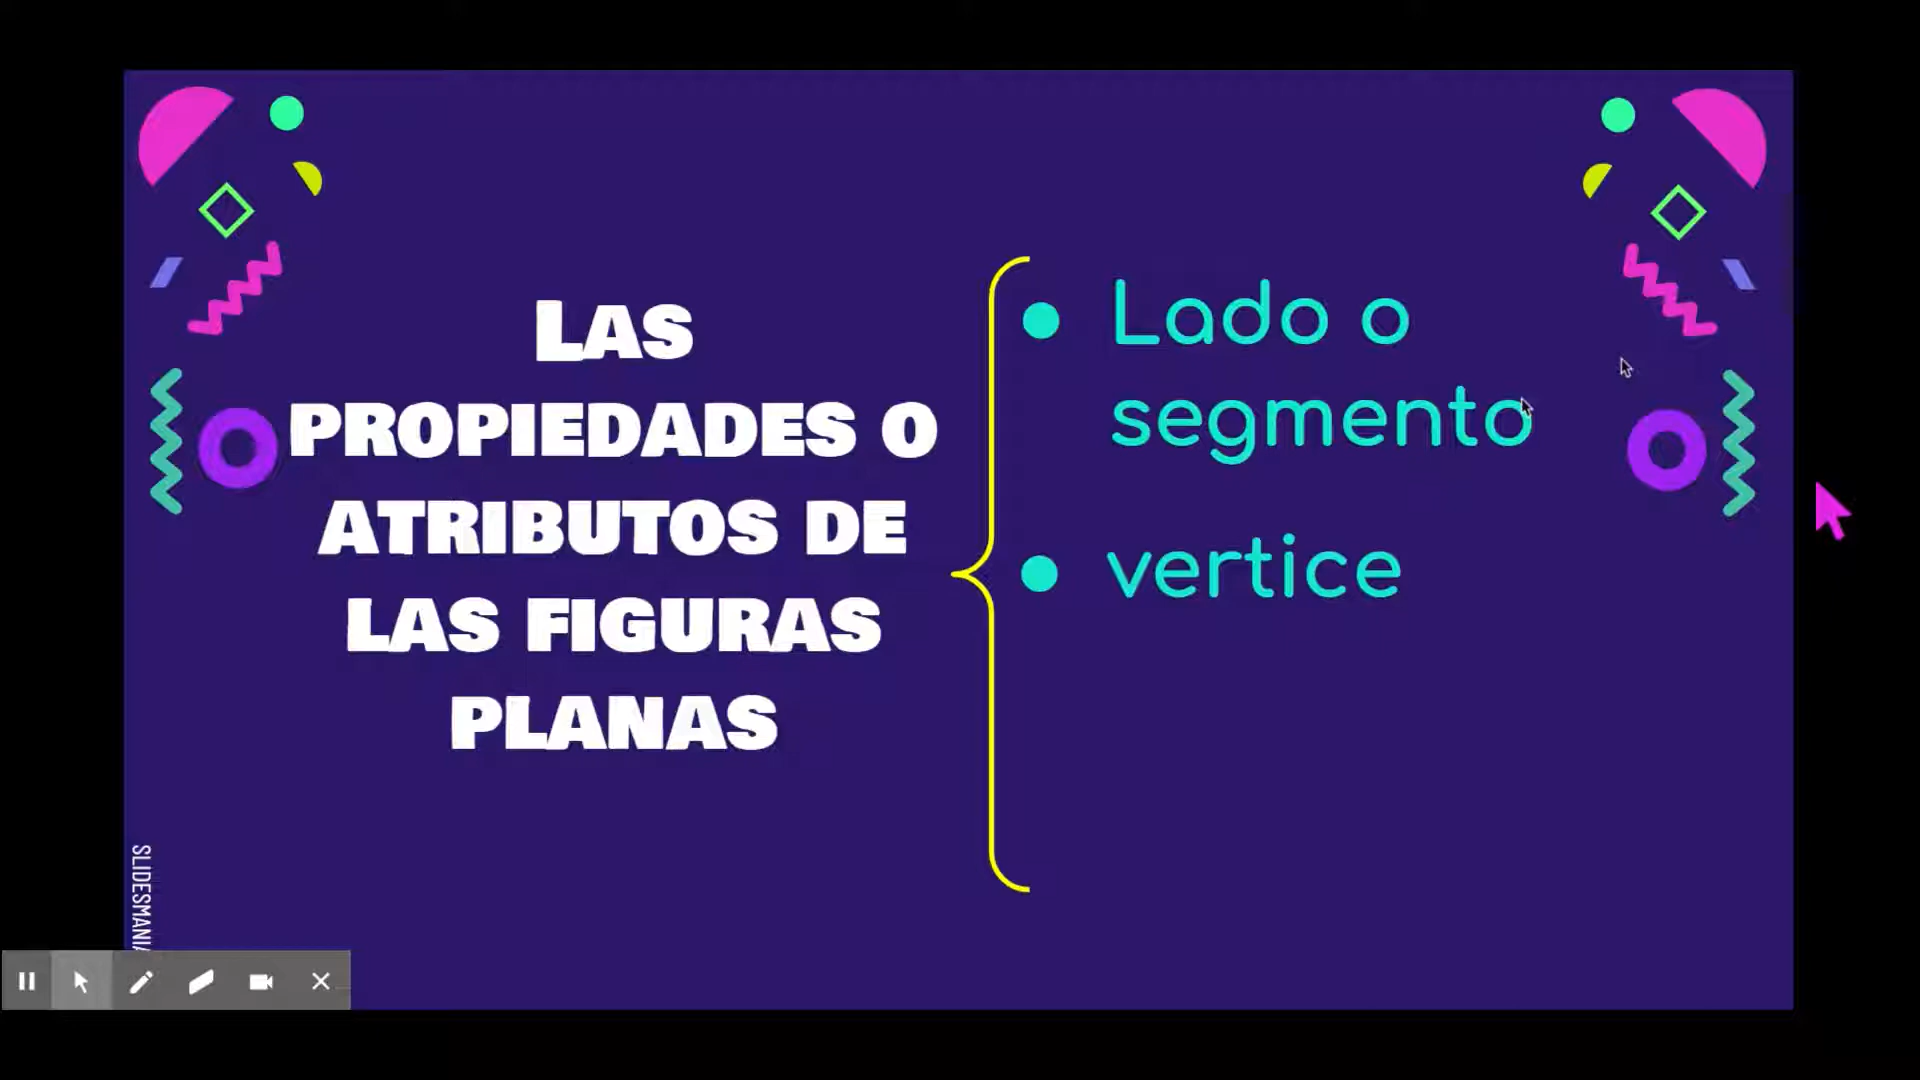 LAS
PROPIEDADES O
ATRIBUTOS DE
LAS FIGURAS
PLANAS
Lado o
segmento
vertice
SLIDESMANIA